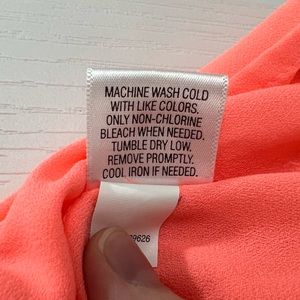 MACHINE WASH COLD
WITH LIKE COLORS,
ONLY NON-CHLORINE
BLEACH WHEN NEEDED.
TUMBLE DRY LOW.
REMOVE PROMPTLY.
COOL IRON IF NEEDED.